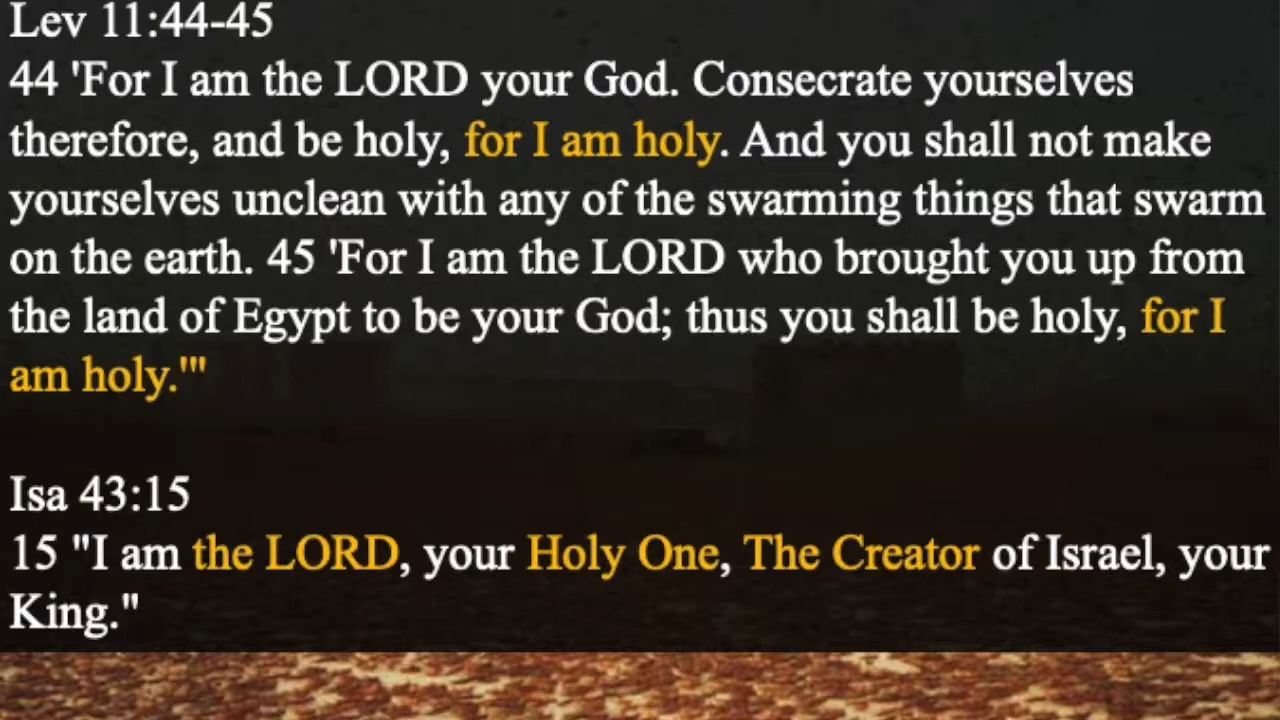 Lev 11:44-45
44 'For I am the LORD your God. Consecrate yourselves
therefore, and be holy, for I am holy. And you shall not make
yourselves unclean with any of the swarming things that swarm
on the earth. 45 'For I am the LORD who brought you up from
the land of Egypt to be your God; thus you shall be holy, for I
am holy.'"
Isa 43:15
15 "I am the LORD, your Holy One, The Creator of Israel, your
King."